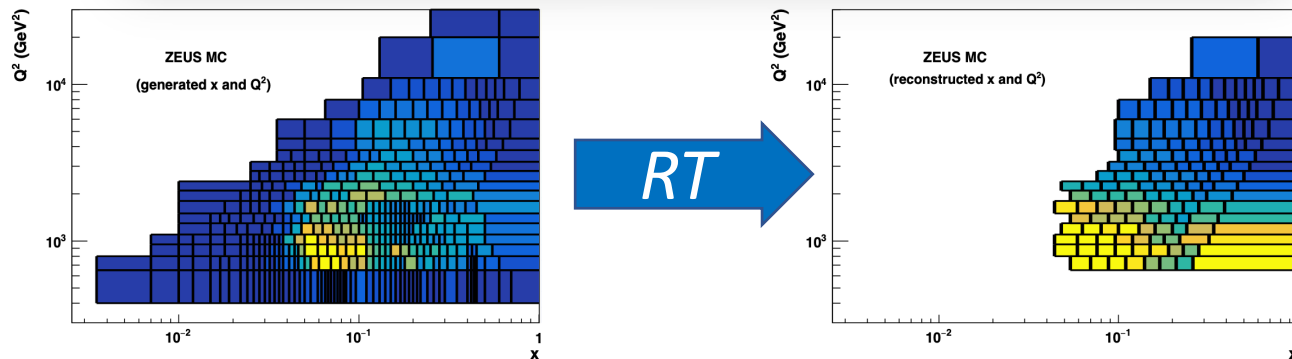 Q² (GeV²)
ZEUS MC
(generated x and Q²)
10⁴
10³
10⁻²
10⁻¹
1
x
RT
Q² (GeV²)
ZEUS MC
(reconstructed x and Q²)
10⁴
10³
10⁻²
10⁻¹